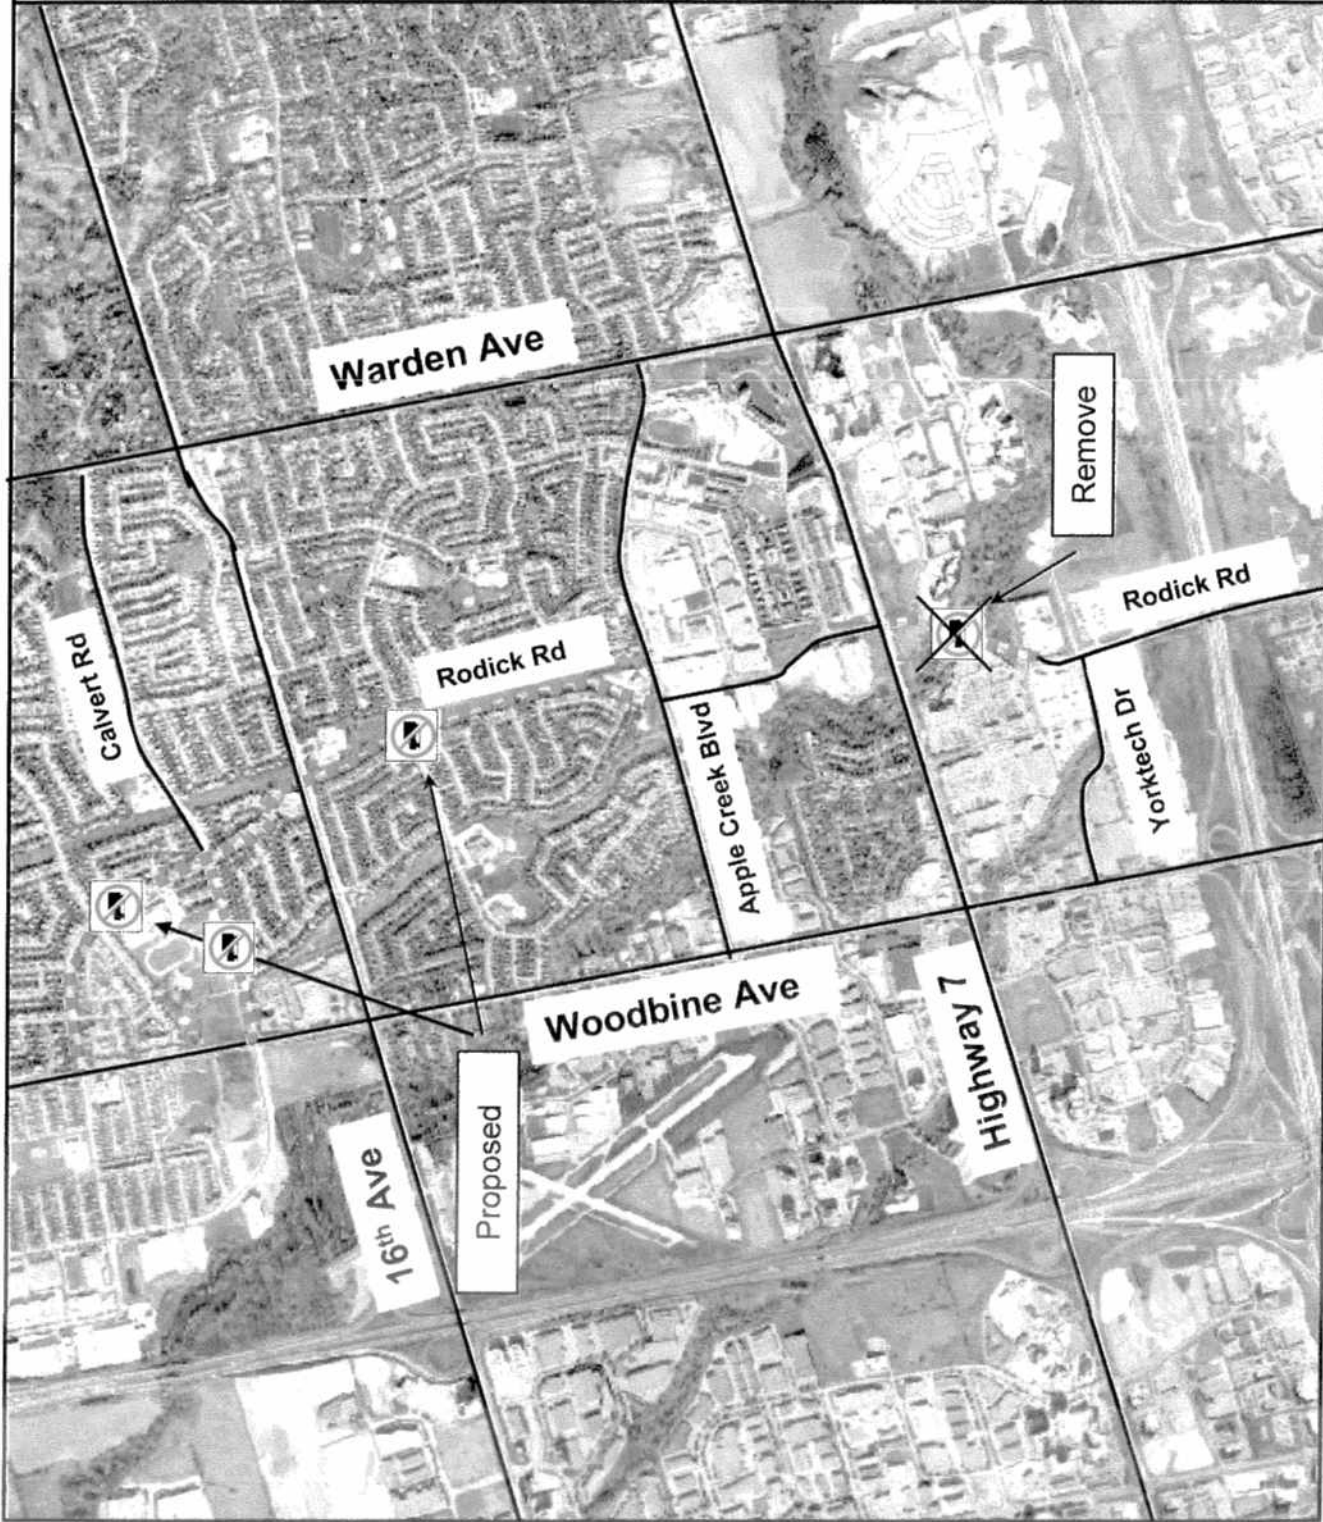 Warden Ave
Remove
Calvert Rd
Rodick Rd
Rodick Rd
Apple Creek Blvd
Yorktech Dr
Woodbine Ave
Highway 7
Proposed
16th Ave